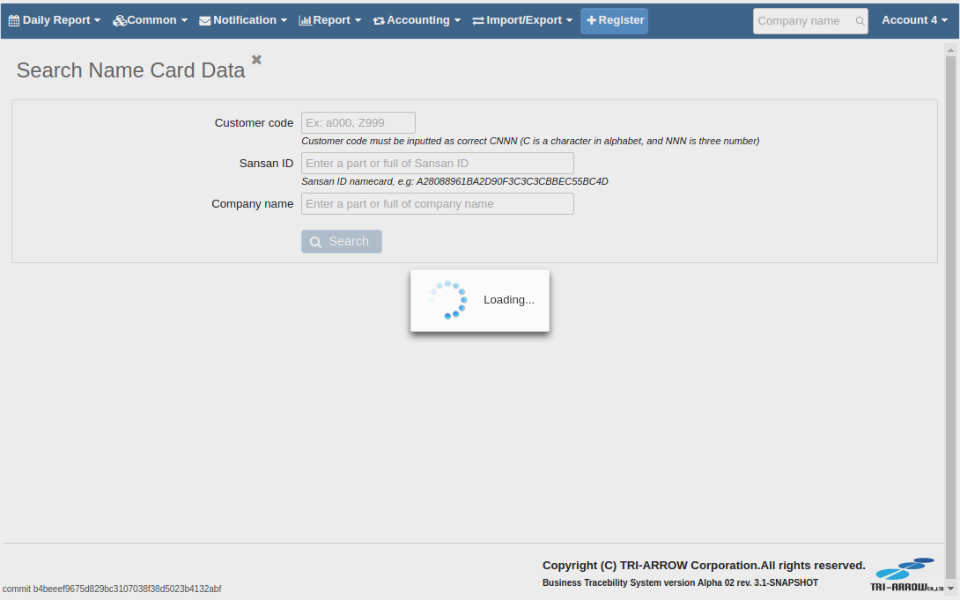 Daily Report Common Notification Report Accounting Import/Export Register Company name Account 4
Search Name Card Data
Customer code Ex: a000, Z999
Customer code must be inputted as correct CNNN (C is a character in alphabet, and NNN is three number)
Sansan ID Enter a part or full of Sansan ID
Sansan ID namecard, e.g: A28088961BA2D90F3C3C3CBBEC55BC4D
Company name Enter a part or full of company name
Search
Loading...
Copyright (C) TRI-ARROW Corporation.All rights reserved.
Business Tracebility System version Alpha 02 rev. 3.1-SNAPSHOT
TRI-ARROW CO.,LTD
commit b4beeef9675d829bc3107038f38d5023b4132abf